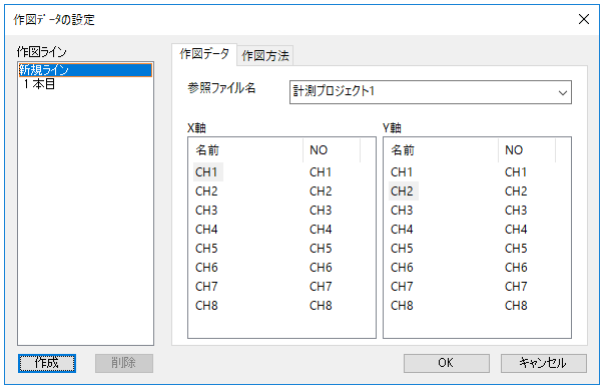 作図データの設定
作図ライン
新規ライン
1本目
作成
削除
作図データ
作図方法
参照ファイル名
計測プロジェクト1
X軸
名前 NO
CH1 CH1
CH2 CH2
CH3 CH3
CH4 CH4
CH5 CH5
CH6 CH6
CH7 CH7
CH8 CH8
Y軸
名前 NO
CH1 CH1
CH2 CH2
CH3 CH3
CH4 CH4
CH5 CH5
CH6 CH6
CH7 CH7
CH8 CH8
OK
キャンセル